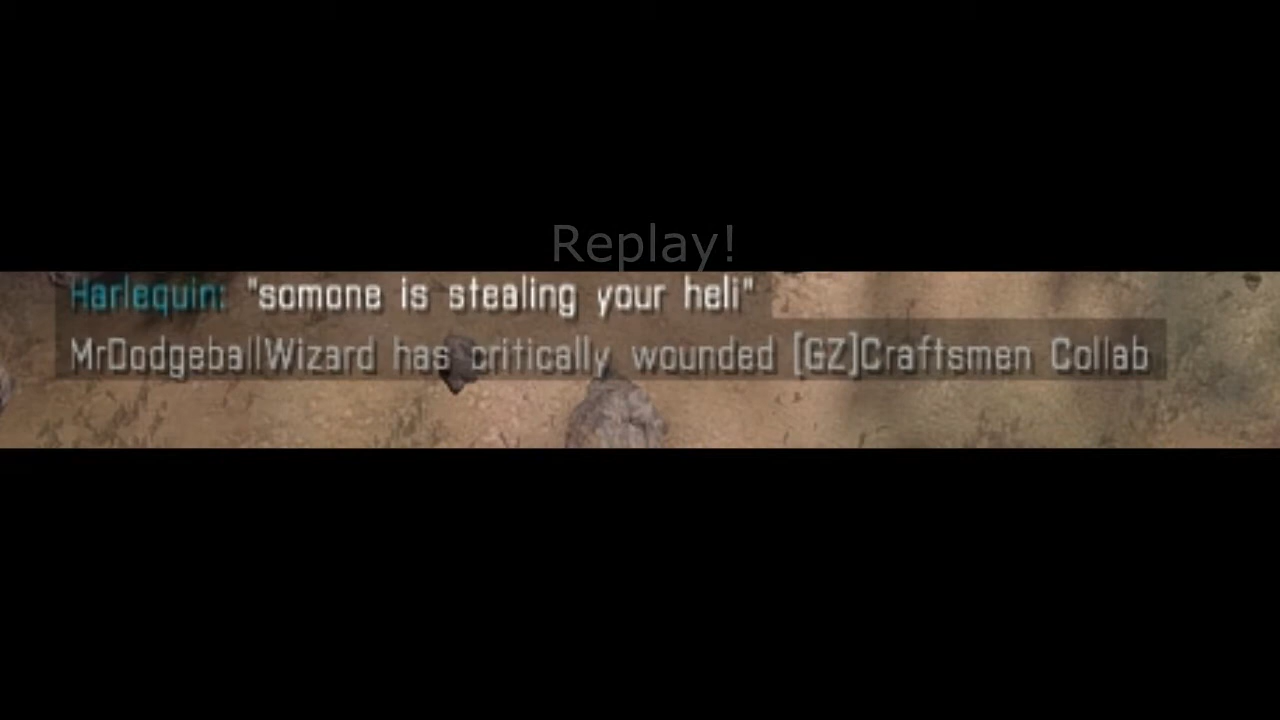 Replay!
Harlequin: "somone is stealing your heli"
MrDodgeballWizard has critically wounded [GZ]Craftsmen Collab